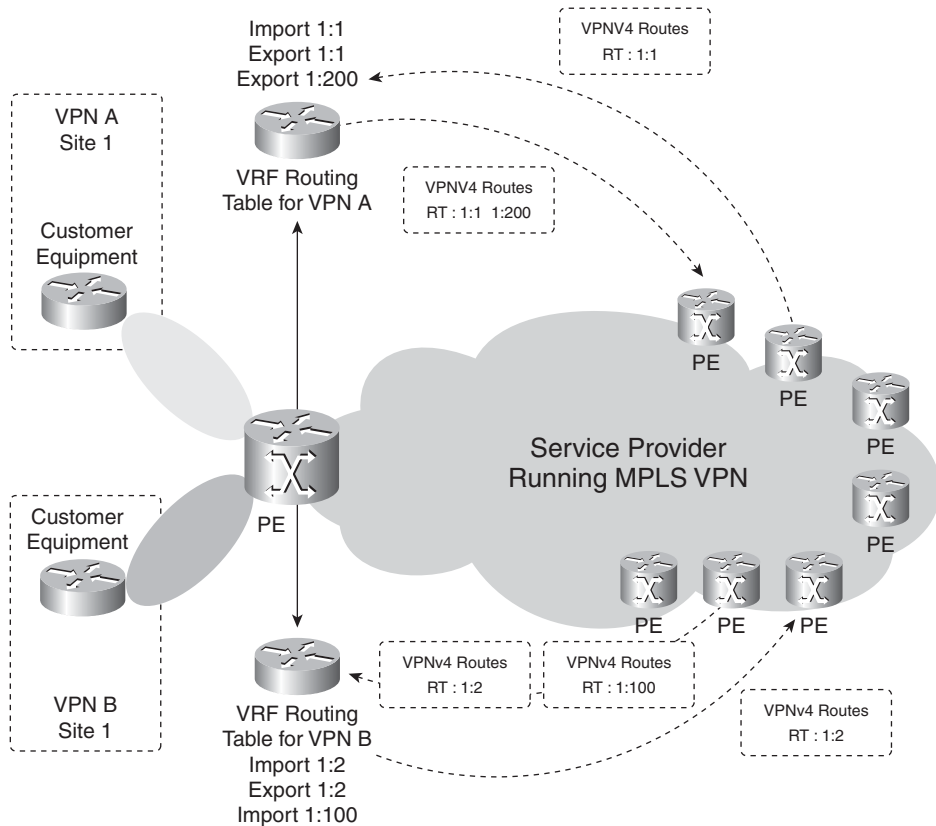 Import 1:1
Export 1:1
Export 1:200
VPNV4 Routes
RT : 1:1
VPN A
Site 1
VRF Routing
Table for VPN A
VPNV4 Routes
RT : 1:1 1:200
Customer
Equipment
PE
PE
PE
Service Provider
Running MPLS VPN
PE
Customer
Equipment
PE
PE
PE
PE
VPNv4 Routes
RT : 1:2
VPNv4 Routes
RT : 1:100
VPN B
Site 1
VRF Routing
Table for VPN B
Import 1:2
Export 1:2
Import 1:100
VPNv4 Routes
RT : 1:2